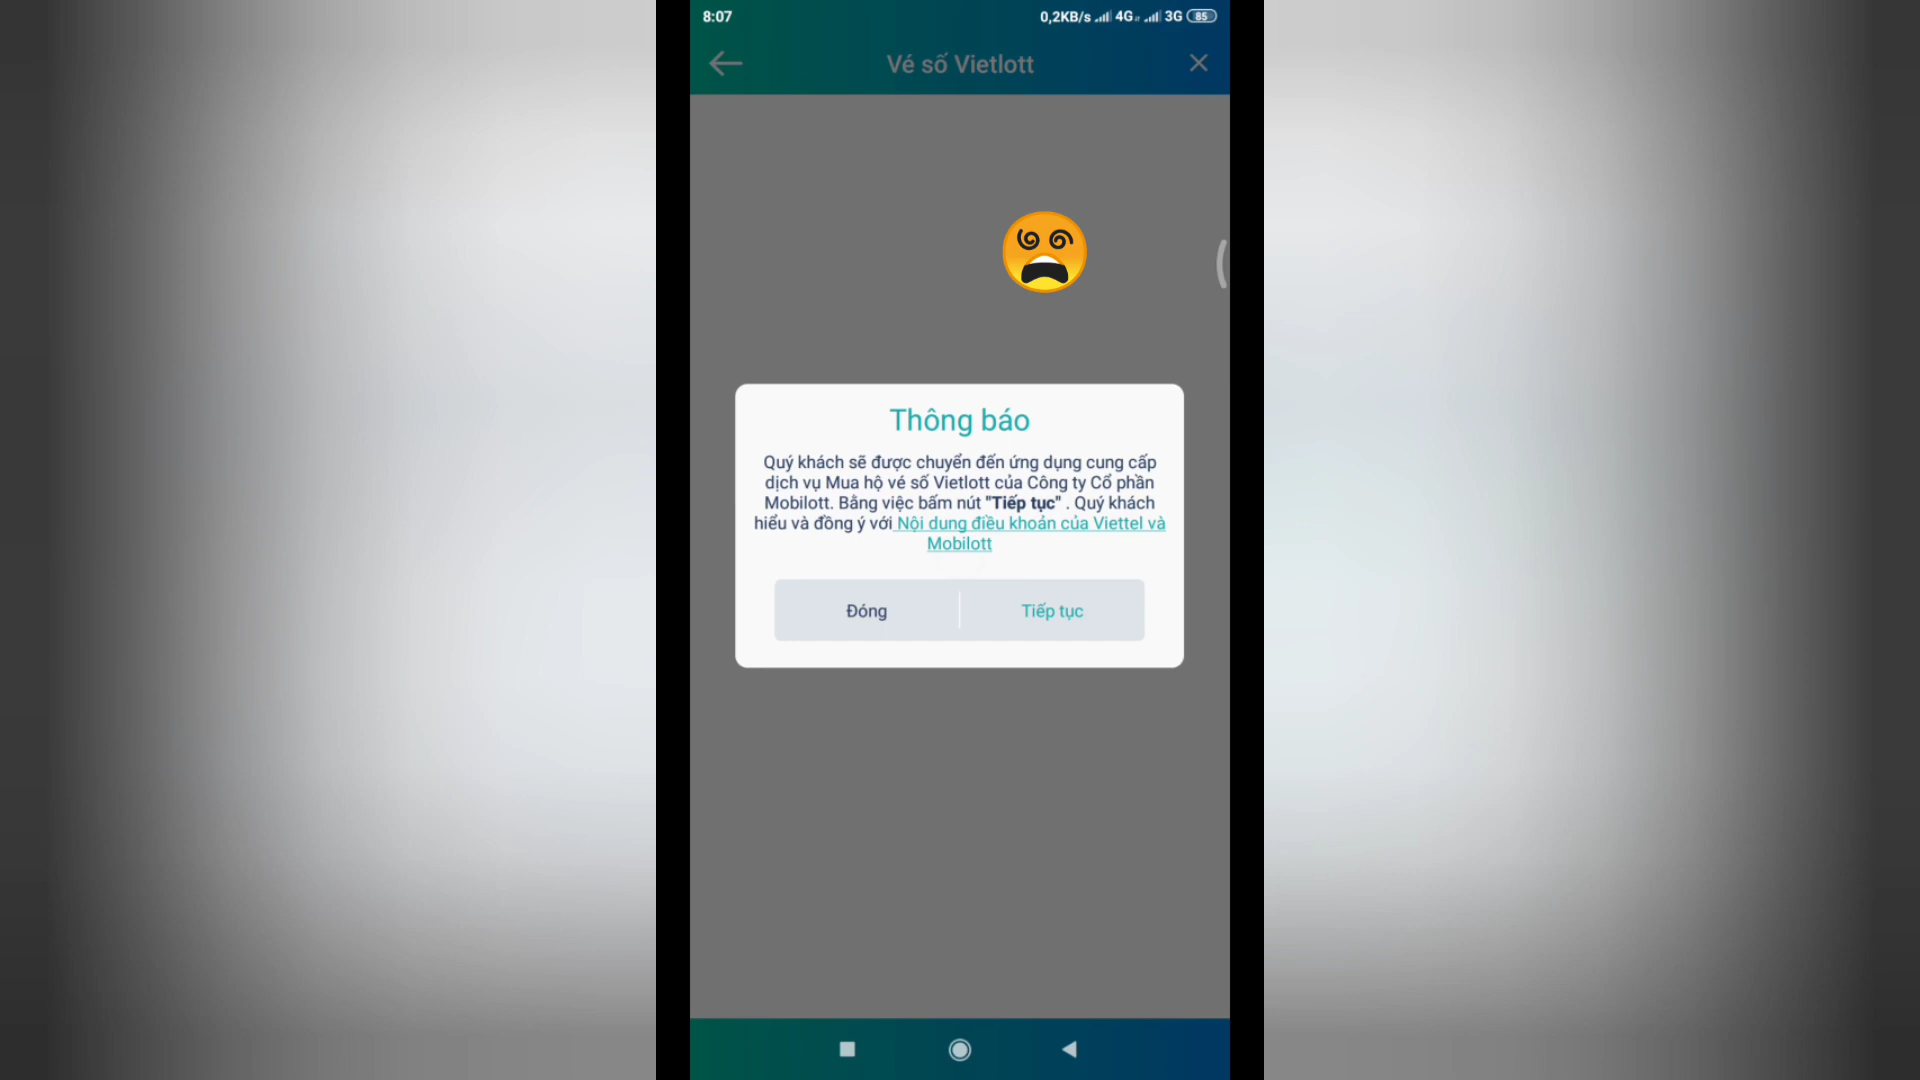 8:07 0,2KB/s 4G 3G 85
Vé số Vietlott
Thông báo
Quý khách sẽ được chuyển đến ứng dụng cung cấp
dịch vụ Mua hộ vé số Vietlott của Công ty Cổ phần
Mobilott. Bằng việc bấm nút "Tiếp tục" . Quý khách
hiểu và đồng ý với Nội dung điều khoản của Viettel và
Mobilott
Đóng Tiếp tục